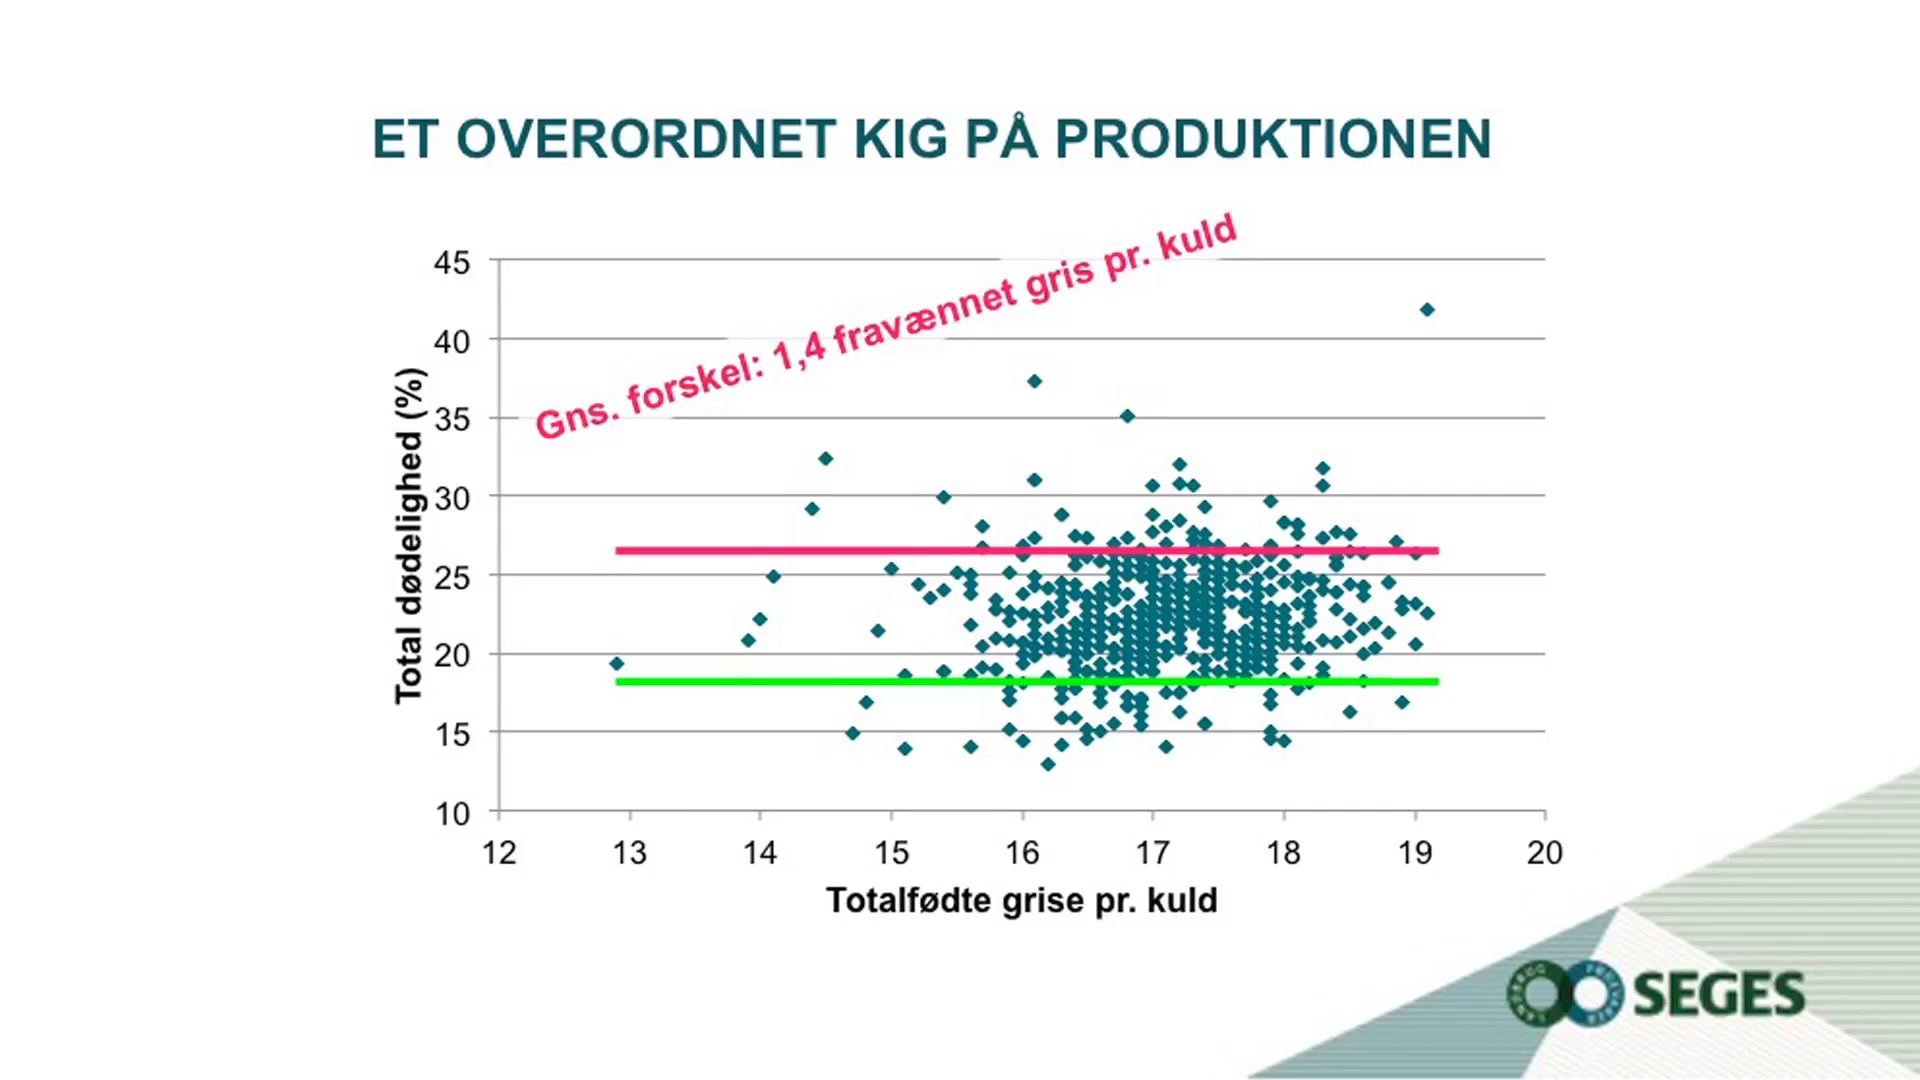 ET OVERORDNET KIG PÅ PRODUKTIONEN
Gns. forskel: 1,4 fravænnet gris pr. kuld
Total dødelighed (%)
45
40
35
30
25
20
15
10
12 13 14 15 16 17 18 19 20
Totalfødte grise pr. kuld
SEGES